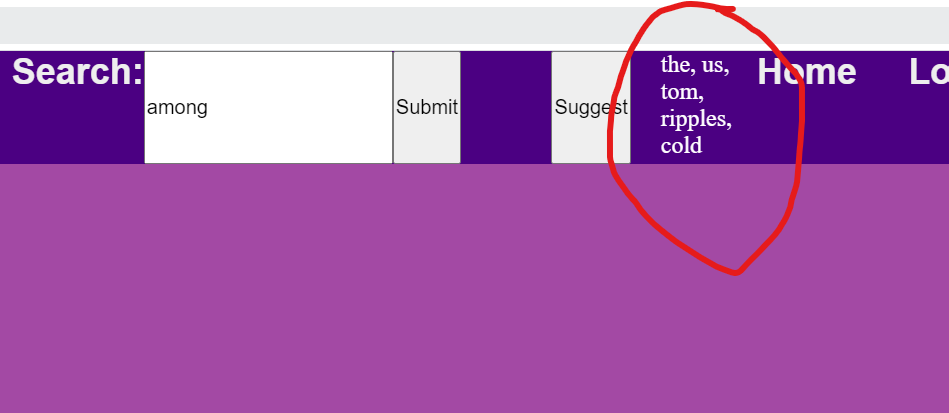 Search:
among
Submit
Suggest
the, us,
tom,
ripples,
cold
Home
Lo